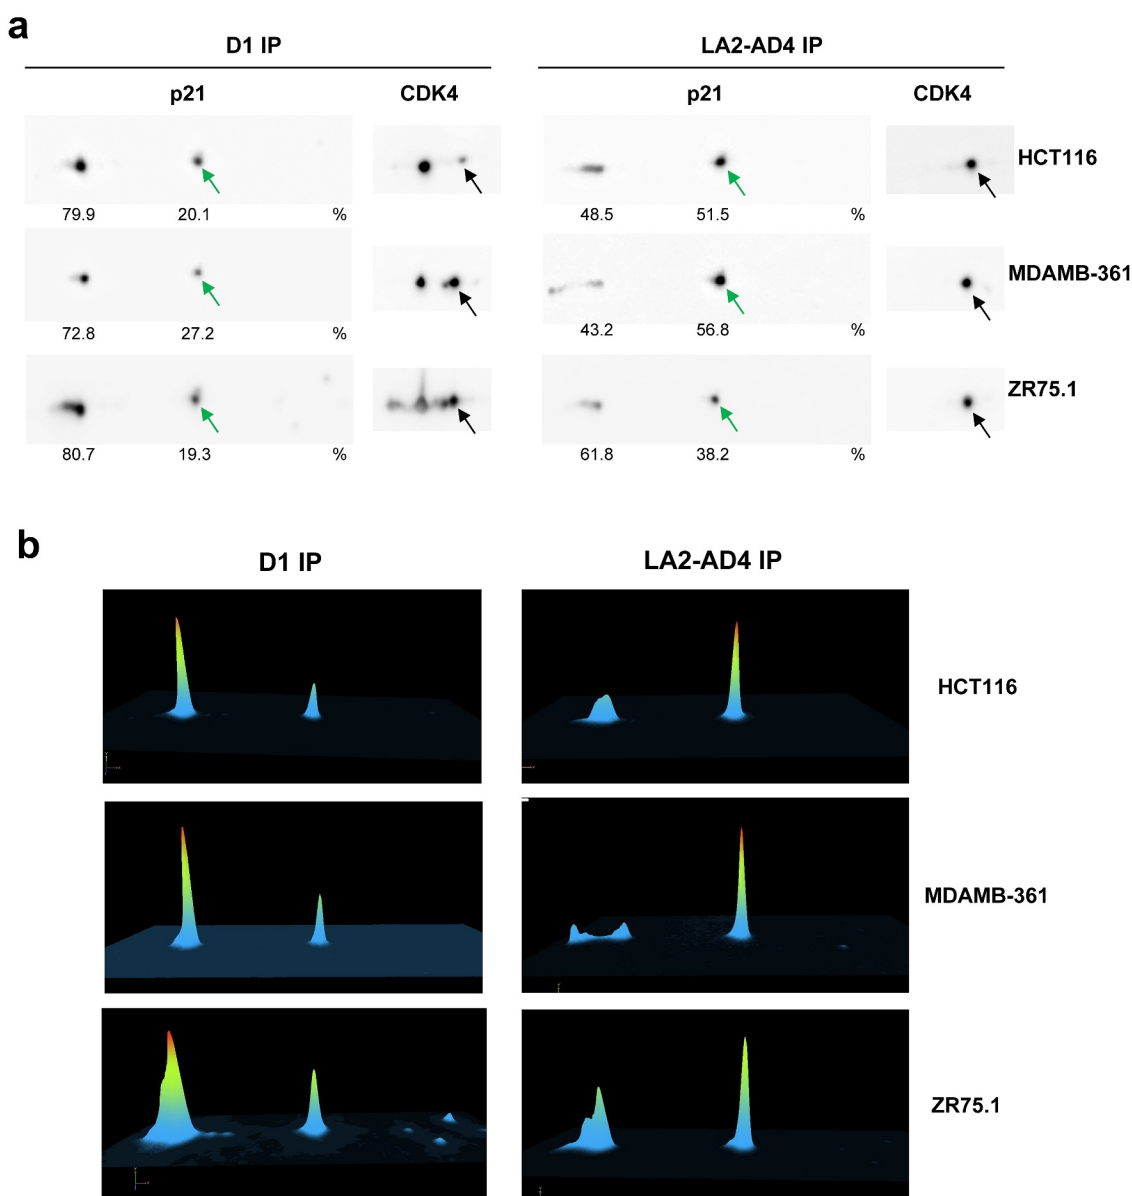 a
D1 IP
LA2-AD4 IP
p21
CDK4
p21
CDK4
HCT116
79.9 20.1 %
48.5 51.5 %
MDAMB-361
72.8 27.2 %
43.2 56.8 %
ZR75.1
80.7 19.3 %
61.8 38.2 %
b
D1 IP
LA2-AD4 IP
HCT116
MDAMB-361
ZR75.1